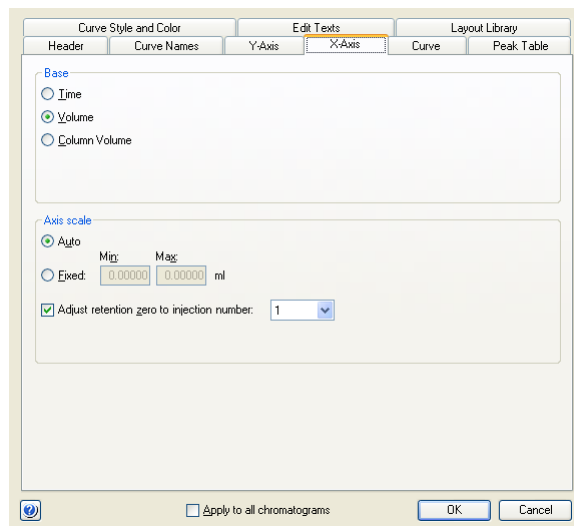 Curve Style and Color Edit Texts Layout Library
Header Curve Names Y-Axis X-Axis Curve Peak Table
Base
Time
Volume
Column Volume
Axis scale
Auto
Min: Max:
Fixed: 0.00000 0.00000 ml
Adjust retention zero to injection number: 1
Apply to all chromatograms OK Cancel